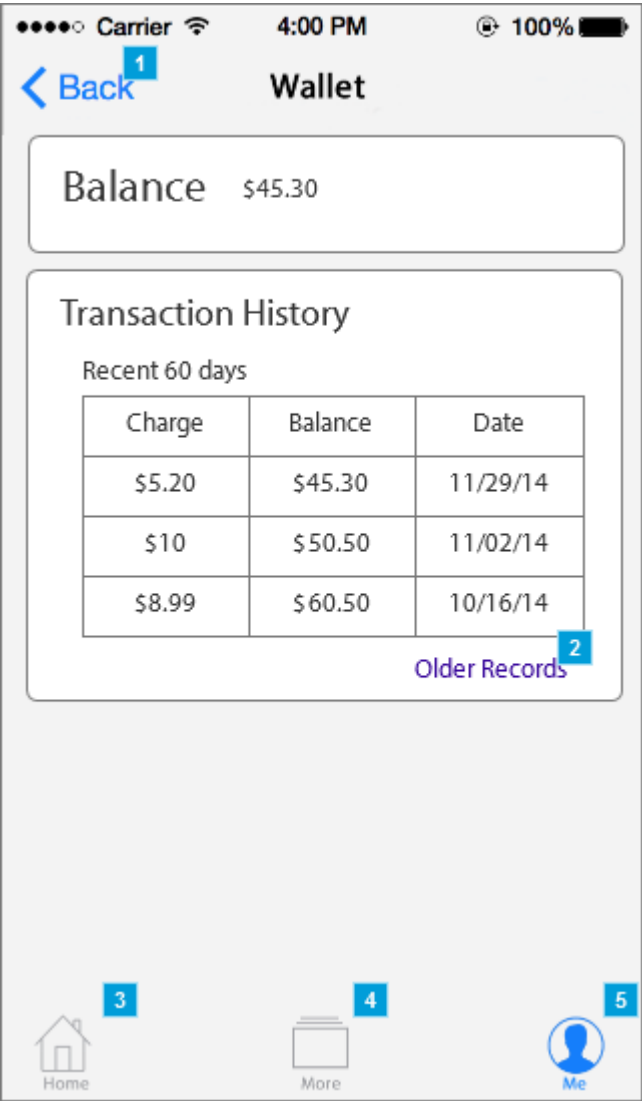 Carrier 4:00 PM 100%
1
Back Wallet
Balance $45.30
Transaction History
Recent 60 days
Charge Balance Date
$5.20 $45.30 11/29/14
$10 $50.50 11/02/14
$8.99 $60.50 10/16/14
2
Older Records
3 4 5
Home More Me